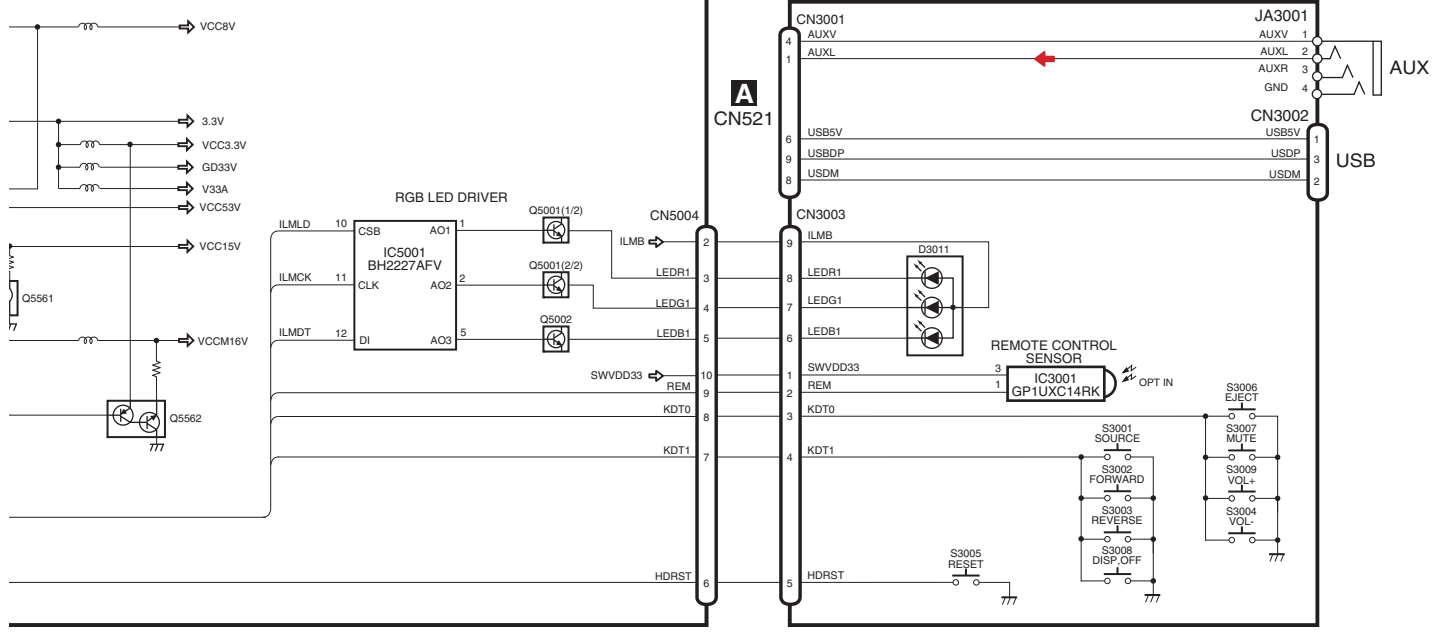 VCC8V
3.3V
VCC3.3V
GD33V
V33A
VCC53V
VCC15V
Q5561
VCCM16V
Q5562
RGB LED DRIVER
ILMLD 10 CSB AO1 1
IC5001
BH2227AFV
ILMCK 11 CLK AO2 2
ILMDT 12 DI AO3 5
Q5001(1/2)
Q5001(2/2)
Q5002
A
CN521
CN5004
ILMB 2
LEDR1 3
LEDG1 4
LEDB1 5
SWVDD33 10
REM 9
KDT0 8
KDT1 7
HDRST 6
CN3001
4 AUXV
1 AUXL
6 USB5V
9 USBDP
8 USDM
JA3001
AUXV 1
AUXL 2
AUXR 3
GND 4
AUX
CN3002
USB5V 1
USDP 3
USDM 2
USB
CN3003
9 ILMB
8 LEDR1
7 LEDG1
6 LEDB1
1 SWVDD33
2 REM
3 KDT0
4 KDT1
5 HDRST
D3011
REMOTE CONTROL
SENSOR
3
1
IC3001
GP1UXC14RK
OPT IN
S3006
EJECT
S3007
MUTE
S3009
VOL+
S3004
VOL-
S3001
SOURCE
S3002
FORWARD
S3003
REVERSE
S3008
DISP,OFF
S3005
RESET